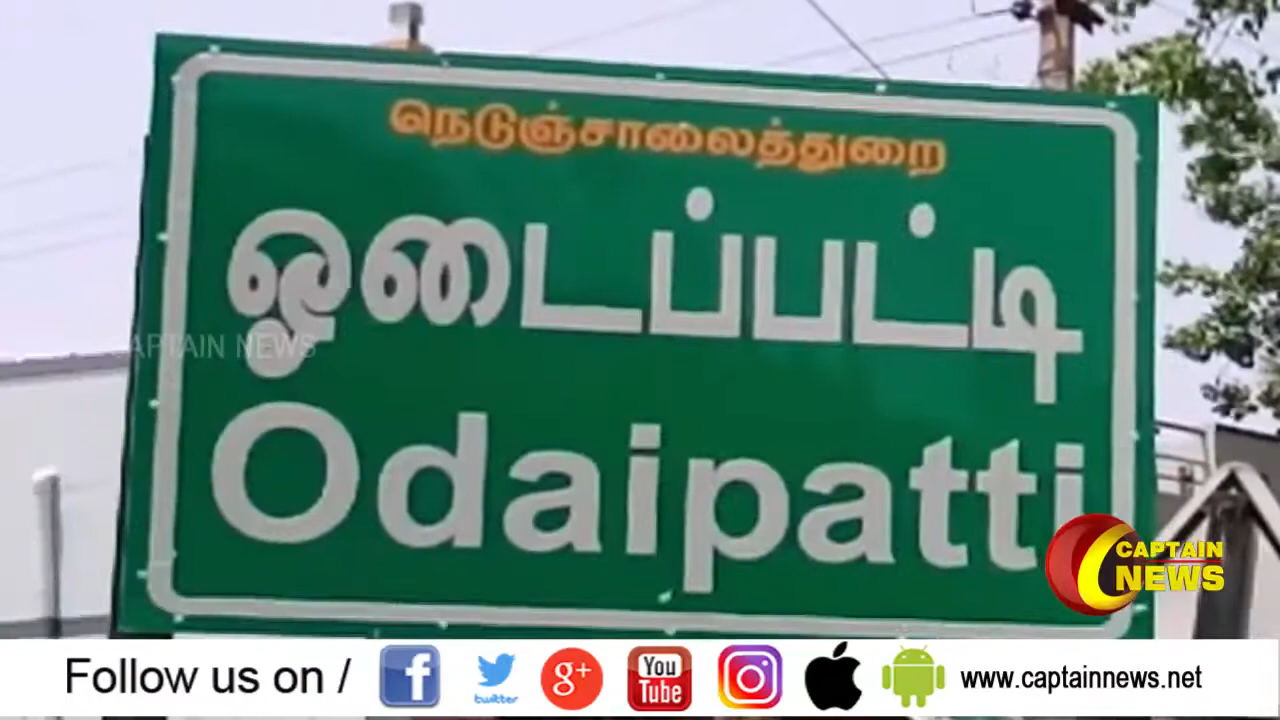 நெடுஞ்சாலைத்துறை
ஓடைப்பட்டி
CAPTAIN NEWS
Odaipatti
CAPTAIN
NEWS
Follow us on /
f
twitter
g+
You
Tube
www.captainnews.net